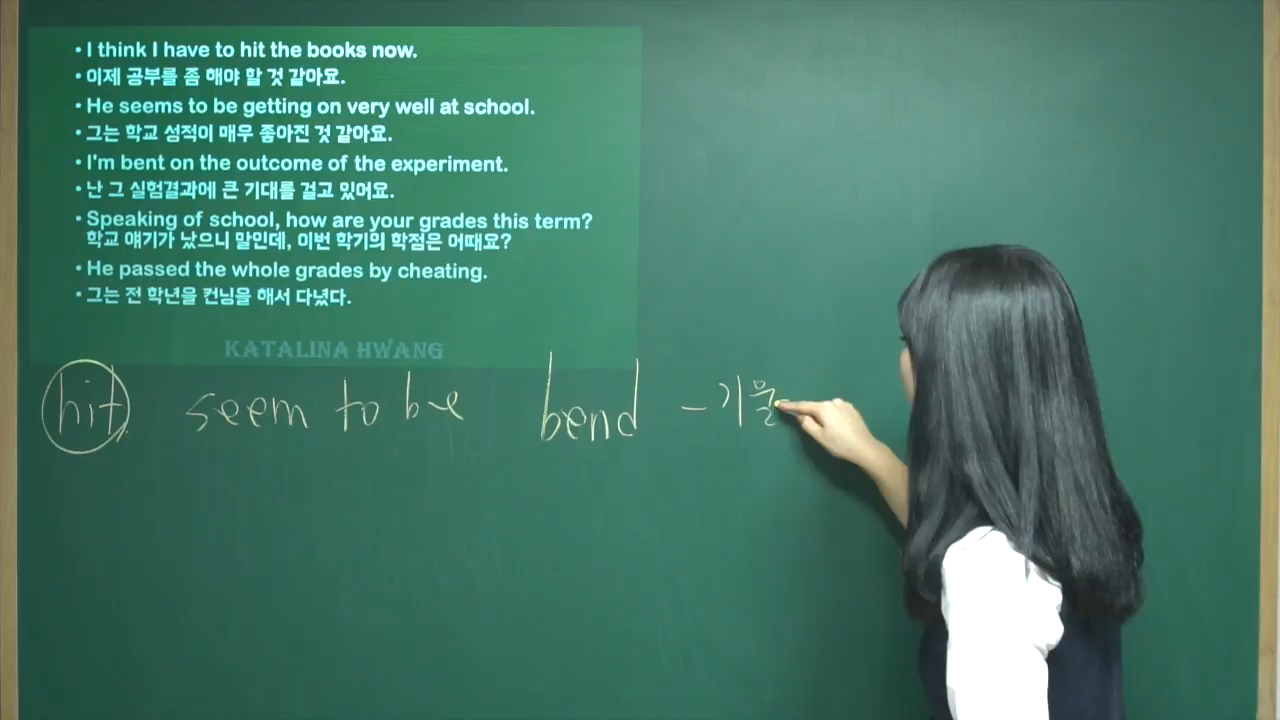 • I think I have to hit the books now.
• 이제 공부를 좀 해야 할 것 같아요.
• He seems to be getting on very well at school.
• 그는 학교 성적이 매우 좋아진 것 같아요.
• I'm bent on the outcome of the experiment.
• 난 그 실험결과에 큰 기대를 걸고 있어요.
• Speaking of school, how are your grades this term?
학교 얘기가 났으니 말인데, 이번 학기의 학점은 어때요?
• He passed the whole grades by cheating.
• 그는 전 학년을 컨닝을 해서 다녔다.
KATALINA HWANG
hit seem to be bend - 기울